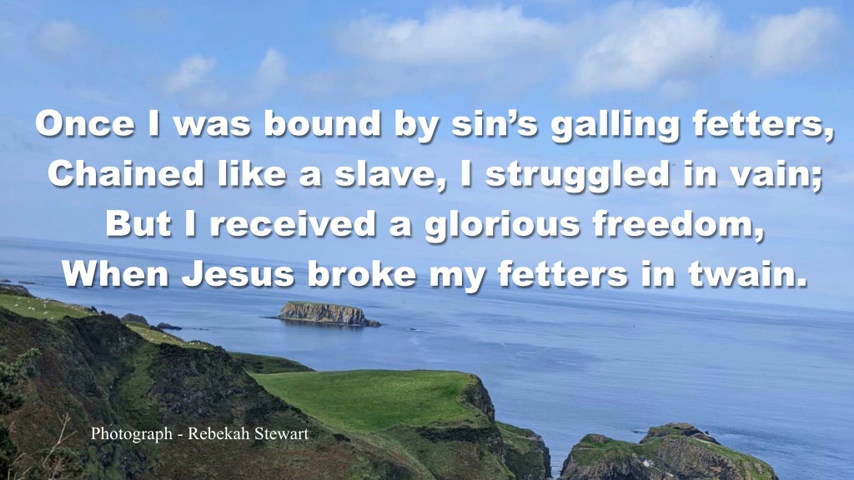 Once I was bound by sin’s galling fetters,
Chained like a slave, I struggled in vain;
But I received a glorious freedom,
When Jesus broke my fetters in twain.
Photograph - Rebekah Stewart